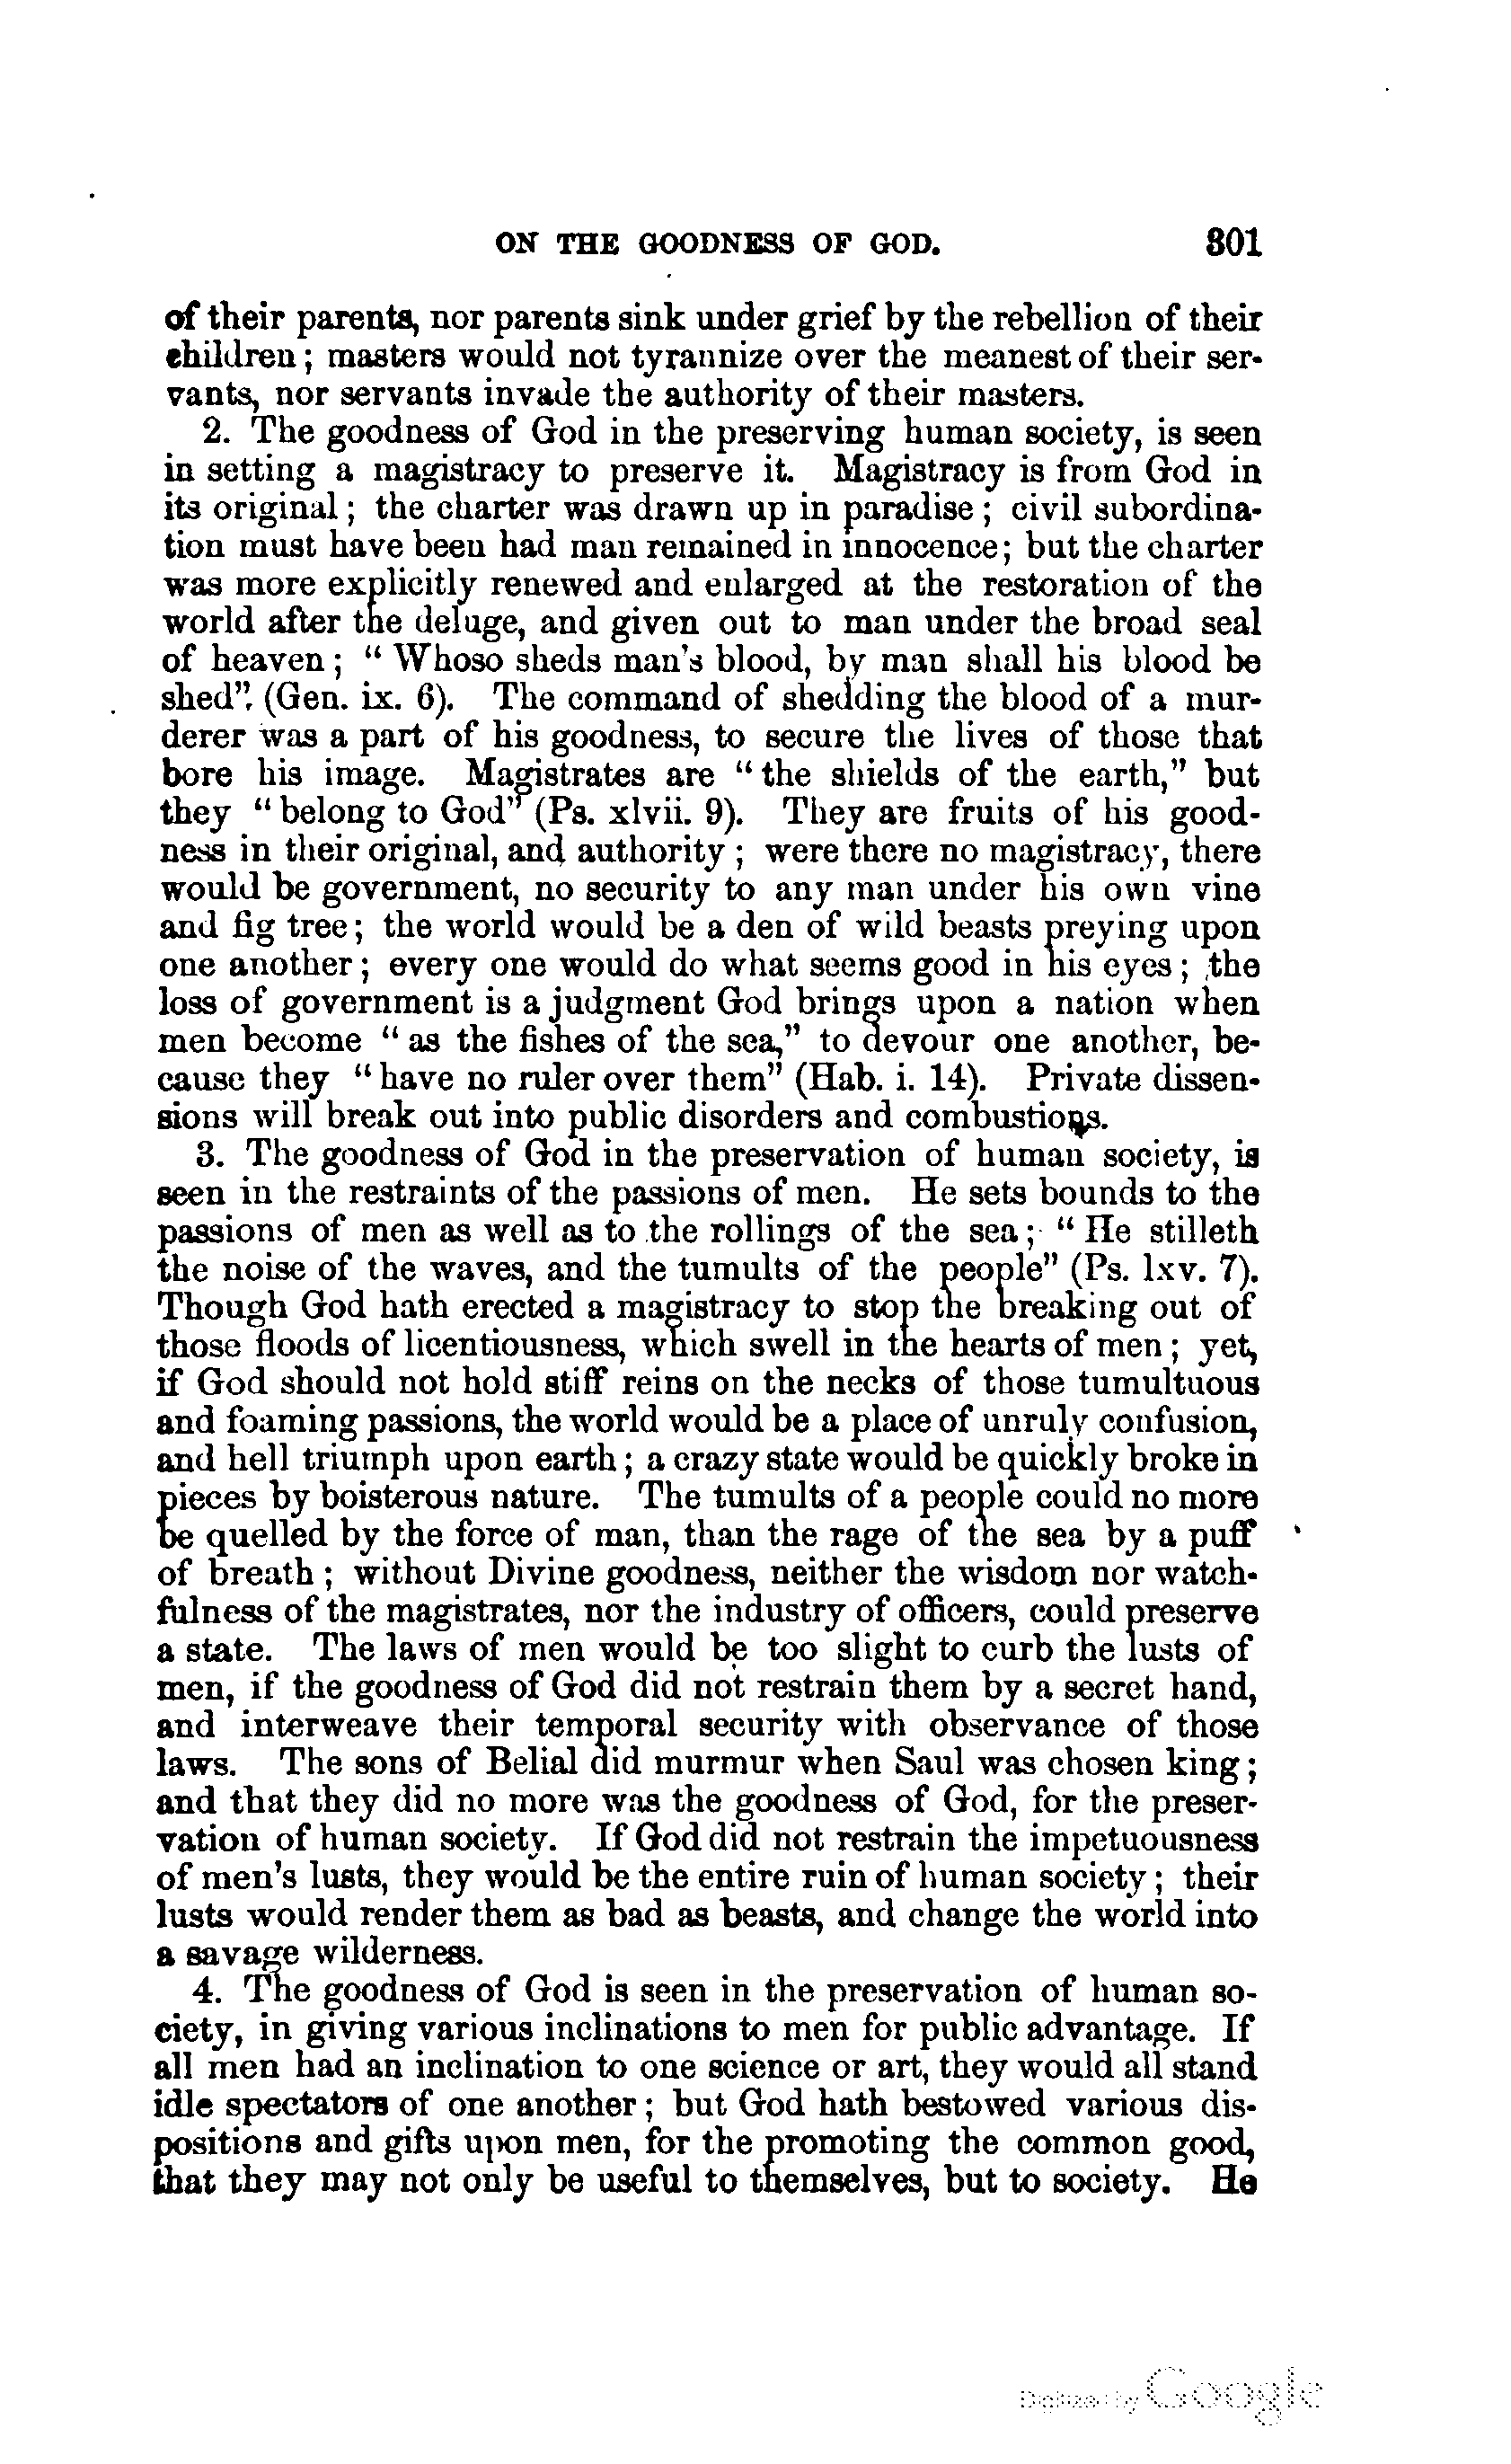 ON THE GOODNESS OF GOD. 301
of their parents, nor parents sink under grief by the rebellion of their
children; masters would not tyrannize over the meanest of their ser-
vants, nor servants invade the authority of their masters.
2. The goodness of God in the preserving human society, is seen
in setting a magistracy to preserve it. Magistracy is from God in
its original; the charter was drawn up in paradise; civil subordina-
tion must have been had man remained in innocence; but the charter
was more explicitly renewed and enlarged at the restoration of the
world after the deluge, and given out to man under the broad seal
of heaven; "Whoso sheds man's blood, by man shall his blood be
shed", (Gen. ix. 6). The command of shedding the blood of a mur-
derer was a part of his goodness, to secure the lives of those that
bore his image. Magistrates are "the shields of the earth," but
they "belong to God" (Ps. xlvii. 9). They are fruits of his good-
ness in their original, and authority; were there no magistracy, there
would be government, no security to any man under his own vine
and fig tree; the world would be a den of wild beasts preying upon
one another; every one would do what seems good in his eyes; the
loss of government is a judgment God brings upon a nation when
men become "as the fishes of the sea," to devour one another, be-
cause they "have no ruler over them" (Hab. i. 14). Private dissen-
sions will break out into public disorders and combustions.
3. The goodness of God in the preservation of human society, is
seen in the restraints of the passions of men. He sets bounds to the
passions of men as well as to the rollings of the sea; "He stilleth
the noise of the waves, and the tumults of the people" (Ps. lxv. 7).
Though God hath erected a magistracy to stop the breaking out of
those floods of licentiousness, which swell in the hearts of men; yet,
if God should not hold stiff reins on the necks of those tumultuous
and foaming passions, the world would be a place of unruly confusion,
and hell triumph upon earth; a crazy state would be quickly broke in
pieces by boisterous nature. The tumults of a people could no more
be quelled by the force of man, than the rage of the sea by a puff
of breath; without Divine goodness, neither the wisdom nor watch-
fulness of the magistrates, nor the industry of officers, could preserve
a state. The laws of men would be too slight to curb the lusts of
men, if the goodness of God did not restrain them by a secret hand,
and interweave their temporal security with observance of those
laws. The sons of Belial did murmur when Saul was chosen king;
and that they did no more was the goodness of God, for the preser-
vation of human society. If God did not restrain the impetuousness
of men's lusts, they would be the entire ruin of human society; their
lusts would render them as bad as beasts, and change the world into
a savage wilderness.
4. The goodness of God is seen in the preservation of human so-
ciety, in giving various inclinations to men for public advantage. If
all men had an inclination to one science or art, they would all stand
idle spectators of one another; but God hath bestowed various dis-
positions and gifts upon men, for the promoting the common good,
that they may not only be useful to themselves, but to society. He
Digitized by Google